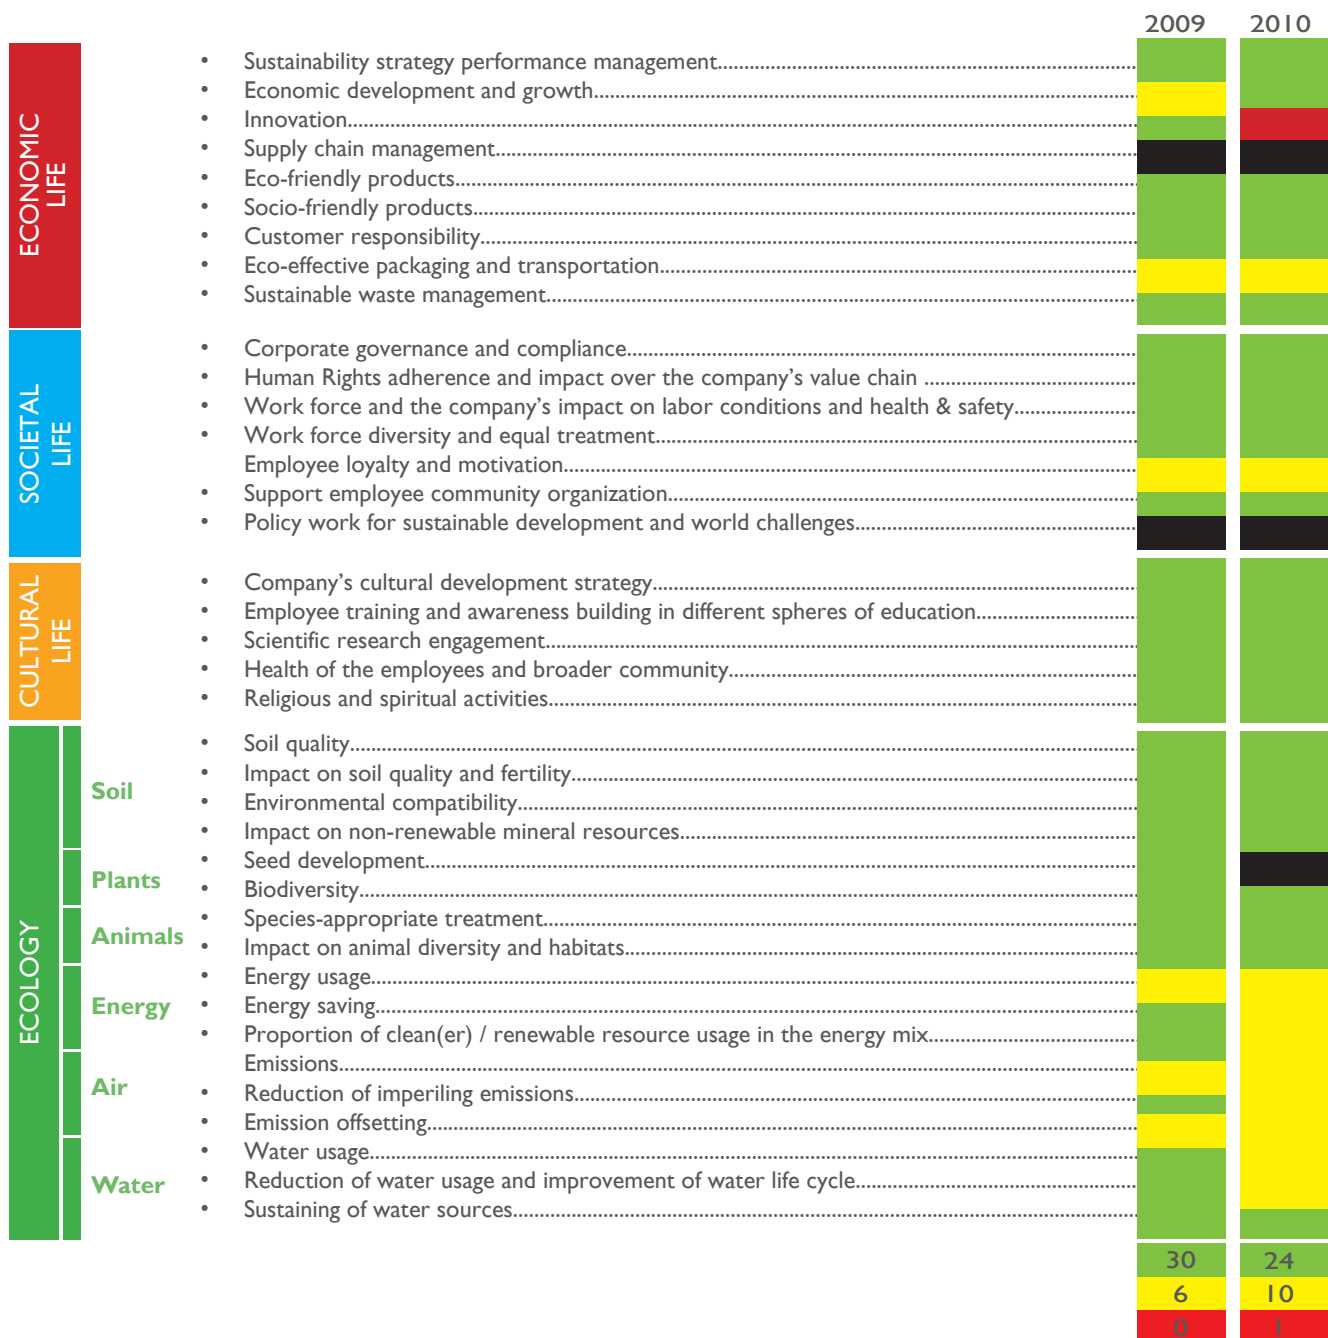 2009 2010
ECONOMIC
LIFE
• Sustainability strategy performance management
• Economic development and growth
• Innovation
• Supply chain management
• Eco-friendly products
• Socio-friendly products
• Customer responsibility
• Eco-effective packaging and transportation
• Sustainable waste management
SOCIETAL
LIFE
• Corporate governance and compliance
• Human Rights adherence and impact over the company's value chain
• Work force and the company's impact on labor conditions and health & safety
• Work force diversity and equal treatment
Employee loyalty and motivation
• Support employee community organization
• Policy work for sustainable development and world challenges
CULTURAL
LIFE
• Company's cultural development strategy
• Employee training and awareness building in different spheres of education
• Scientific research engagement
• Health of the employees and broader community
• Religious and spiritual activities
ECOLOGY
Soil
• Soil quality
• Impact on soil quality and fertility
• Environmental compatibility
• Impact on non-renewable mineral resources
Plants
• Seed development
• Biodiversity
Animals
• Species-appropriate treatment
• Impact on animal diversity and habitats
Energy
• Energy usage
• Energy saving
• Proportion of clean(er) / renewable resource usage in the energy mix
Air
Emissions
• Reduction of imperiling emissions
• Emission offsetting
Water
• Water usage
• Reduction of water usage and improvement of water life cycle
• Sustaining of water sources
30 24
6 10
0 1